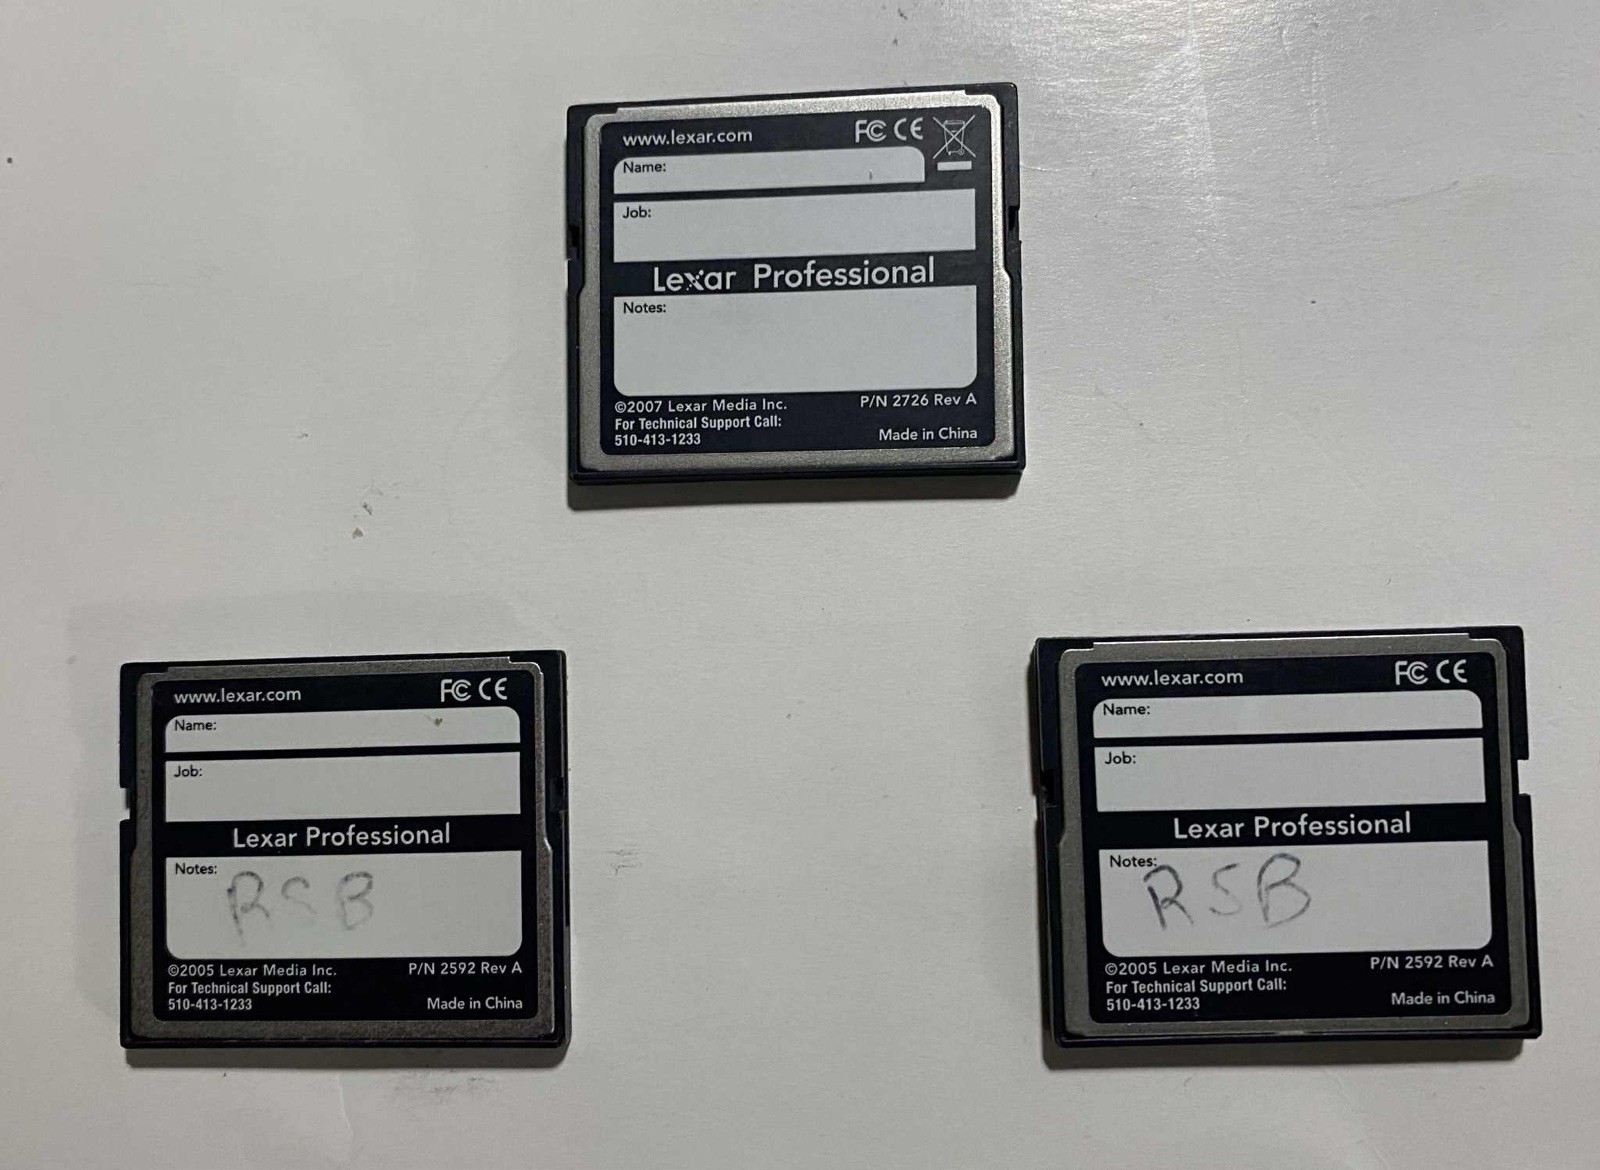 www.lexar.com FC CE
Name:
Job:
Lexar Professional
Notes:
©2007 Lexar Media Inc. P/N 2726 Rev A
For Technical Support Call:
510-413-1233 Made in China
www.lexar.com FC CE
Name:
Job:
Lexar Professional
Notes: RSB
©2005 Lexar Media Inc. P/N 2592 Rev A
For Technical Support Call:
510-413-1233 Made in China
www.lexar.com FC CE
Name:
Job:
Lexar Professional
Notes: RSB
©2005 Lexar Media Inc. P/N 2592 Rev A
For Technical Support Call:
510-413-1233 Made in China